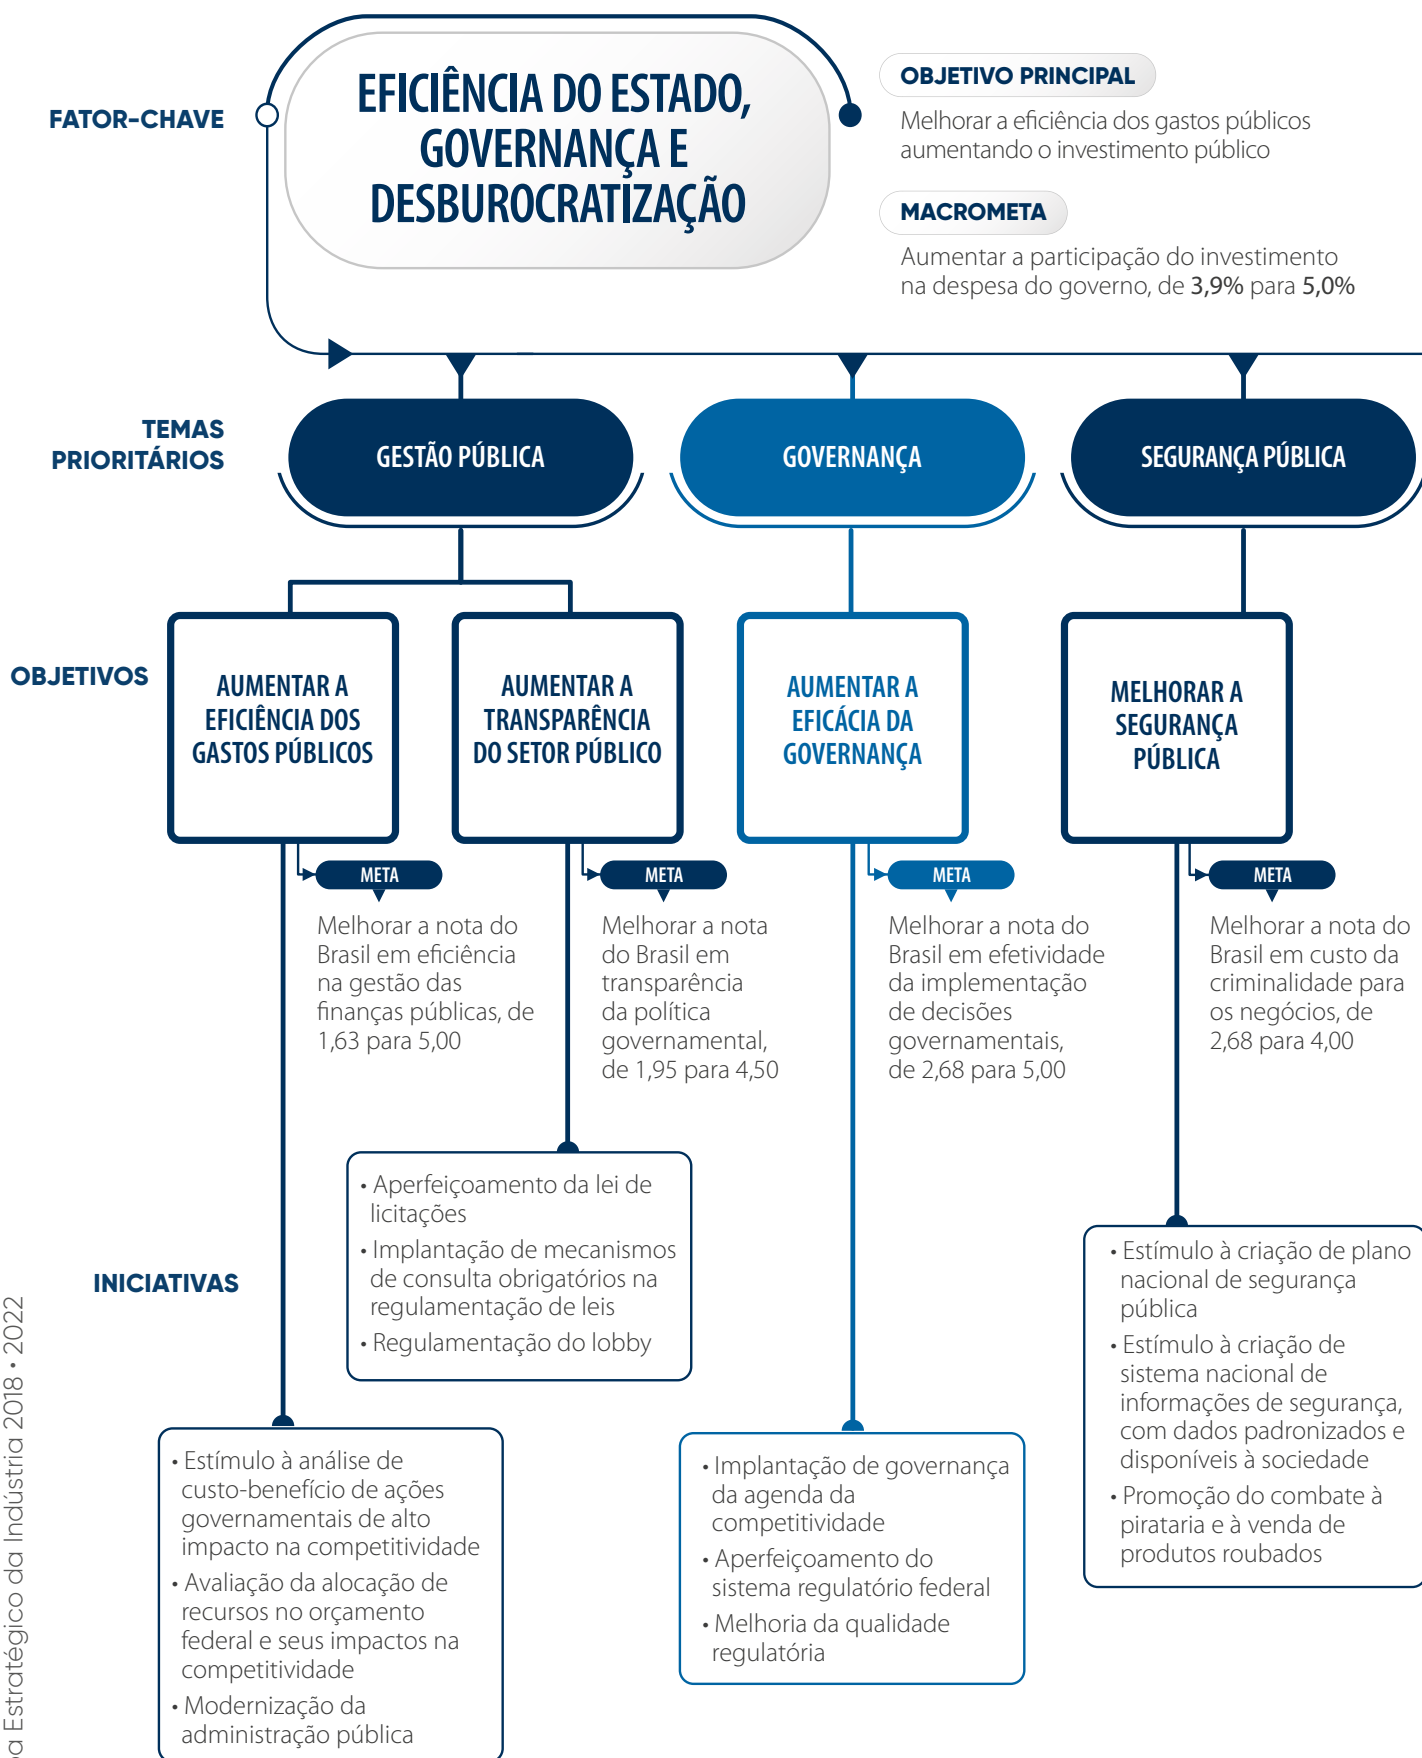 FATOR-CHAVE
EFICIÊNCIA DO ESTADO,
GOVERNANÇA E
DESBUROCRATIZAÇÃO
OBJETIVO PRINCIPAL
Melhorar a eficiência dos gastos públicos
aumentando o investimento público
MACROMETA
Aumentar a participação do investimento
na despesa do governo, de 3,9% para 5,0%
TEMAS
PRIORITÁRIOS
GESTÃO PÚBLICA
GOVERNANÇA
SEGURANÇA PÚBLICA
OBJETIVOS
AUMENTAR A
EFICIÊNCIA DOS
GASTOS PÚBLICOS
AUMENTAR A
TRANSPARÊNCIA
DO SETOR PÚBLICO
AUMENTAR A
EFICÁCIA DA
GOVERNANÇA
MELHORAR A
SEGURANÇA
PÚBLICA
META
Melhorar a nota do
Brasil em eficiência
na gestão das
finanças públicas, de
1,63 para 5,00
META
Melhorar a nota
do Brasil em
transparência
da política
governamental,
de 1,95 para 4,50
META
Melhorar a nota do
Brasil em efetividade
da implementação
de decisões
governamentais,
de 2,68 para 5,00
META
Melhorar a nota do
Brasil em custo da
criminalidade para
os negócios, de
2,68 para 4,00
INICIATIVAS
• Estímulo à análise de
custo-benefício de ações
governamentais de alto
impacto na competitividade
• Avaliação da alocação de
recursos no orçamento
federal e seus impactos na
competitividade
• Modernização da
administração pública
• Aperfeiçoamento da lei de
licitações
• Implantação de mecanismos
de consulta obrigatórios na
regulamentação de leis
• Regulamentação do lobby
• Implantação de governança
da agenda da
competitividade
• Aperfeiçoamento do
sistema regulatório federal
• Melhoria da qualidade
regulatória
• Estímulo à criação de plano
nacional de segurança
pública
• Estímulo à criação de
sistema nacional de
informações de segurança,
com dados padronizados e
disponíveis à sociedade
• Promoção do combate à
pirataria e à venda de
produtos roubados
Estratégico da Indústria 2018 • 2022